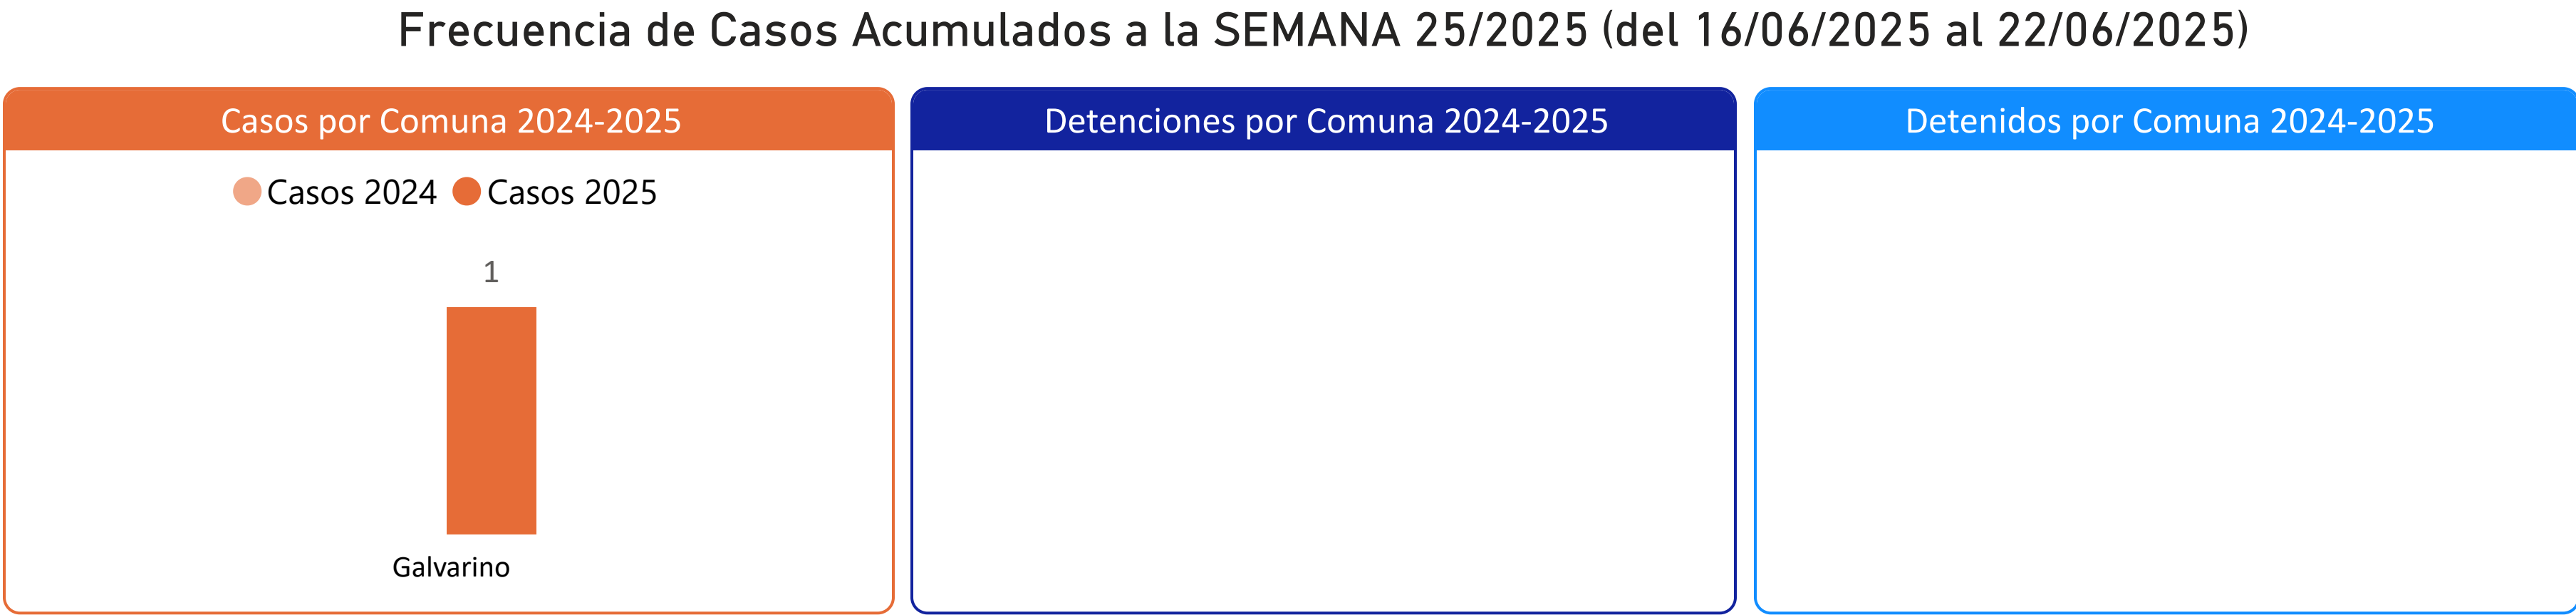 Frecuencia de Casos Acumulados a la SEMANA 25/2025 (del 16/06/2025 al 22/06/2025)
Casos por Comuna 2024-2025
Casos 2024 Casos 2025
1
Galvarino
Detenciones por Comuna 2024-2025
Detenidos por Comuna 2024-2025